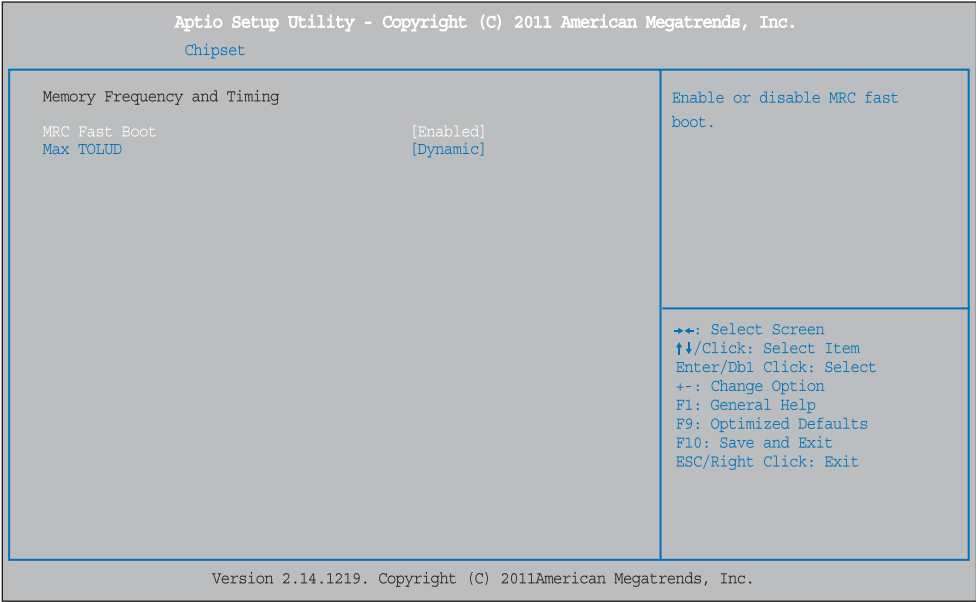 Aptio Setup Utility - Copyright (C) 2011 American Megatrends, Inc.
Chipset
Memory Frequency and Timing
MRC Fast Boot [Enabled]
Max TOLUD [Dynamic]
Enable or disable MRC fast
boot.
→←: Select Screen
↑↓/Click: Select Item
Enter/Db1 Click: Select
+-: Change Option
F1: General Help
F9: Optimized Defaults
F10: Save and Exit
ESC/Right Click: Exit
Version 2.14.1219. Copyright (C) 2011American Megatrends, Inc.